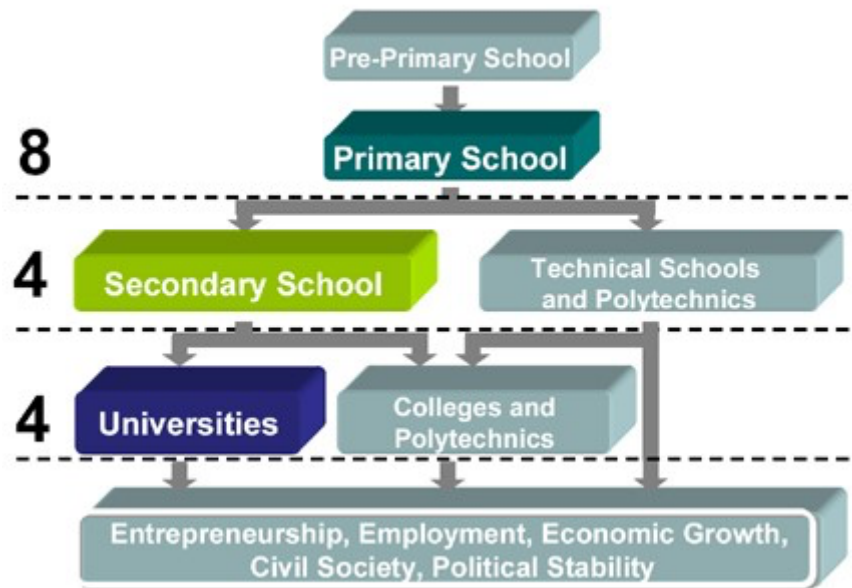 Pre-Primary School
8
Primary School
4
Secondary School
Technical Schools
and Polytechnics
4
Universities
Colleges and
Polytechnics
Entrepreneurship, Employment, Economic Growth,
Civil Society, Political Stability